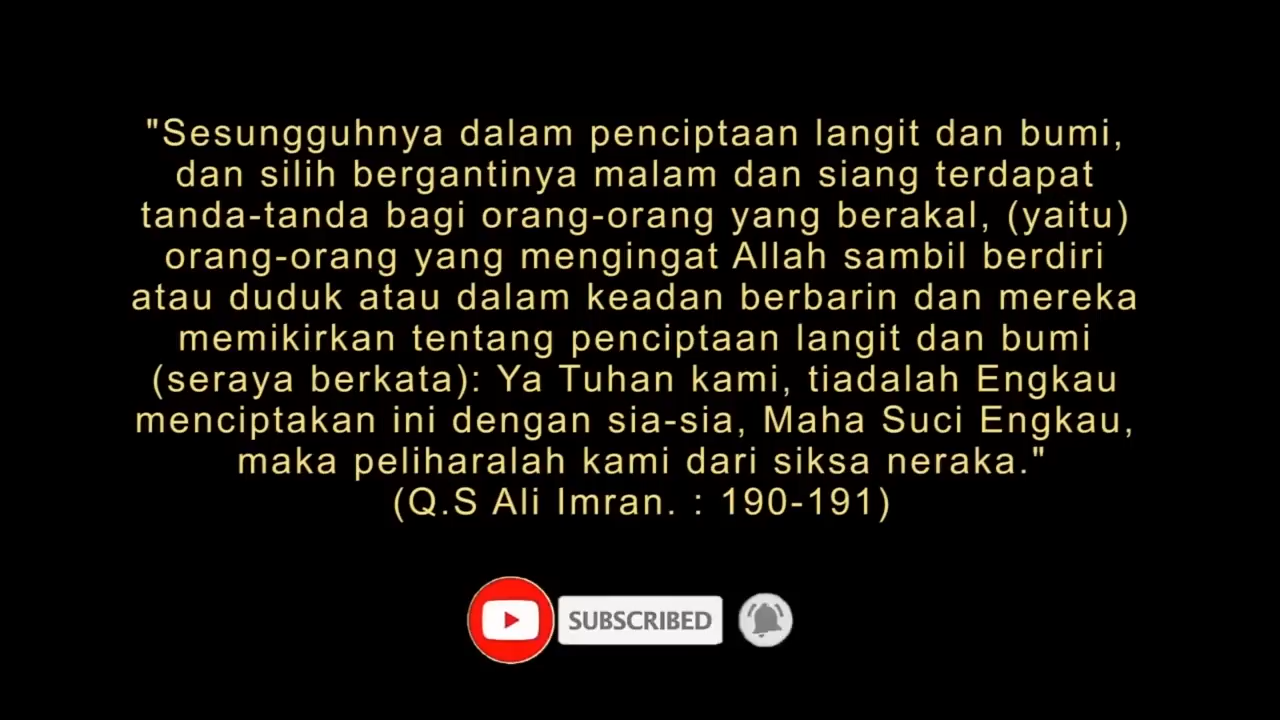 "Sesungguhnya dalam penciptaan langit dan bumi,
dan silih bergantinya malam dan siang terdapat
tanda-tanda bagi orang-orang yang berakal, (yaitu)
orang-orang yang mengingat Allah sambil berdiri
atau duduk atau dalam keadan berbarin dan mereka
memikirkan tentang penciptaan langit dan bumi
(seraya berkata): Ya Tuhan kami, tiadalah Engkau
menciptakan ini dengan sia-sia, Maha Suci Engkau,
maka peliharalah kami dari siksa neraka."
(Q.S Ali Imran. : 190-191)
SUBSCRIBED